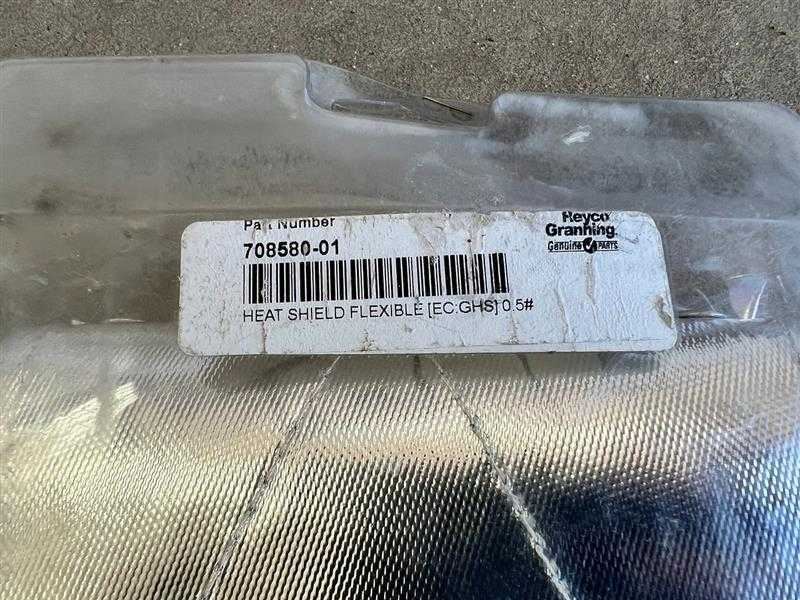 Part Number
708580-01
HEAT SHIELD FLEXIBLE [EC:GHS] 0.5#
Reyco
Granning
Genuine PARTS